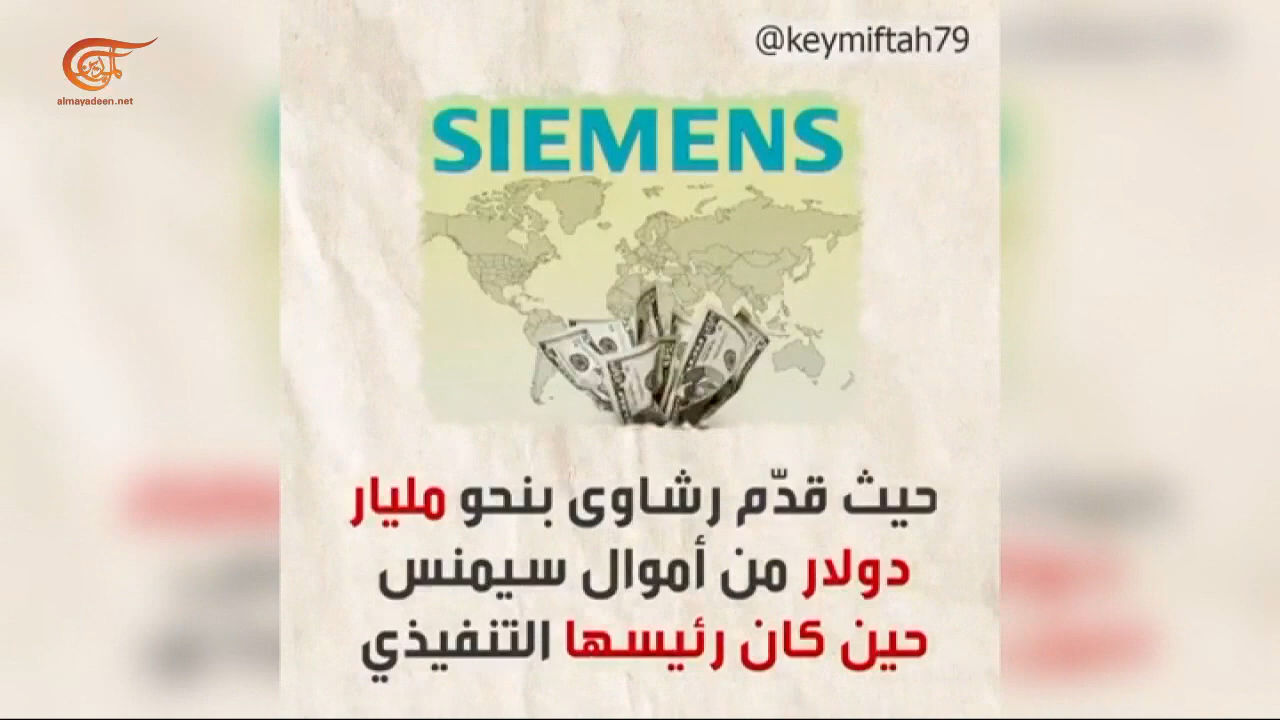 @keymiftah79
almayadeen.net
SIEMENS
حيث قدّم رشاوى بنحو مليار
دولار من أموال سيمنس
حين كان رئيسها التنفيذي